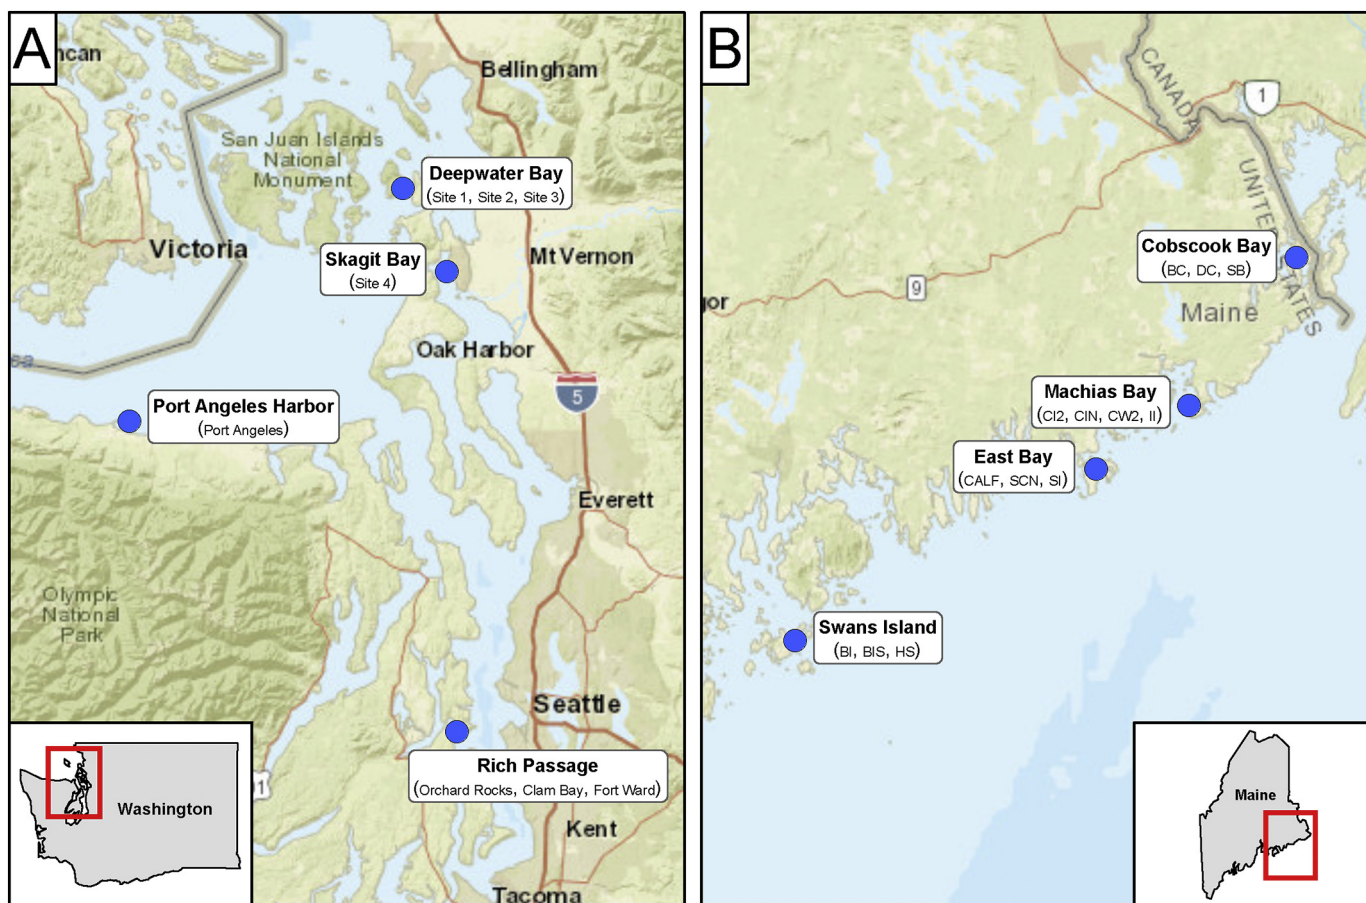 A
ncan
Bellingham
San Juan Islands
National
Monument
Deepwater Bay
(Site 1, Site 2, Site 3)
Victoria
Skagit Bay
(Site 4)
Mt Vernon
Oak Harbor
sa
5
Port Angeles Harbor
(Port Angeles)
Everett
Olympic
National
Park
Seattle
Rich Passage
(Orchard Rocks, Clam Bay, Fort Ward)
01
Washington
Kent
Tacoma
B
CANADA
1
UNITED STATES
Cobscook Bay
(BC, DC, SB)
9
gor
Maine
Machias Bay
(CI2, CIN, CW2, II)
East Bay
(CALF, SCN, SI)
Swans Island
(BI, BIS, HS)
Maine